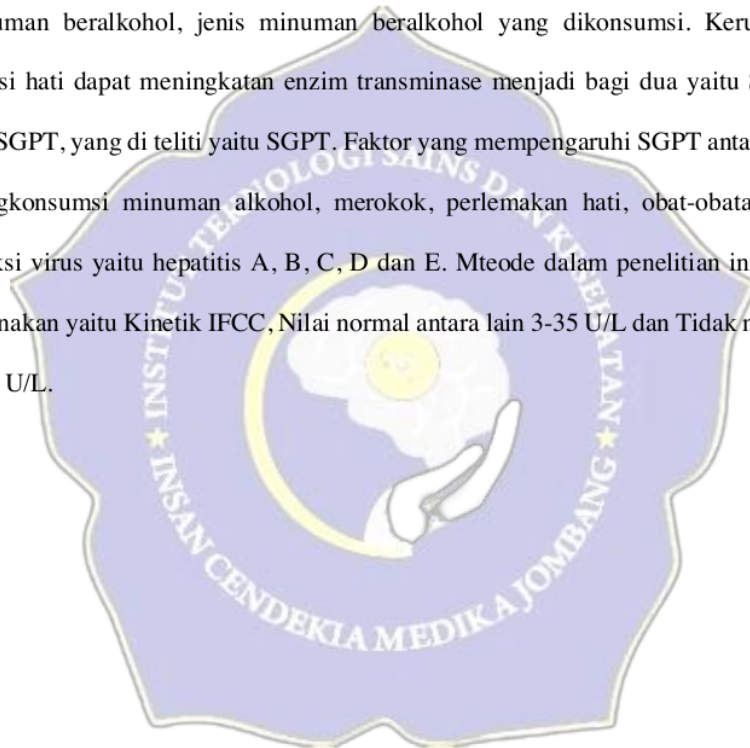 uman beralkohol, jenis minuman beralkohol yang dikonsumsi. Keru
si hati dapat meningkatan enzim transminase menjadi bagi dua yaitu S
SGPT, yang di teliti yaitu SGPT. Faktor yang mempengaruhi SGPT anta
gkonsumsi minuman alkohol, merokok, perlemakan hati, obat-obata
ksi virus yaitu hepatitis A, B, C, D dan E. Mteode dalam penelitian in
nakan yaitu Kinetik IFCC, Nilai normal antara lain 3-35 U/L dan Tidak n
U/L.
INSTITUT TEKNOLOGI SAINS DAN KESEHATAN
INSAN CENDEKIA MEDIKA JOMBANG